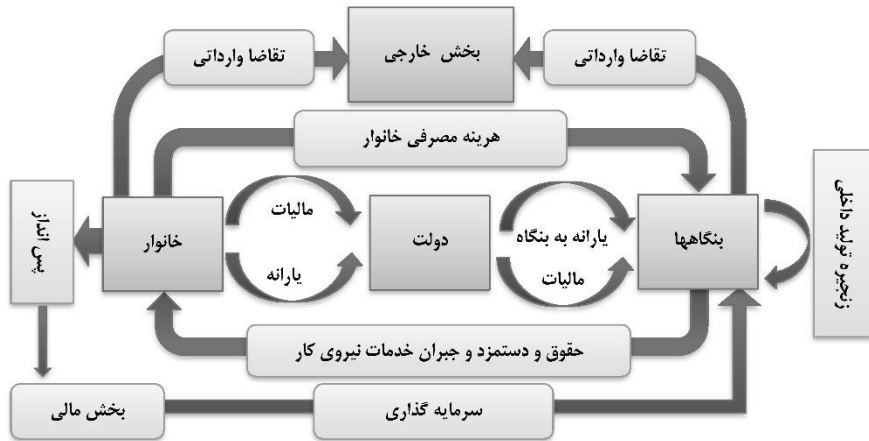 تقاضا وارداتی
بخش خارجی
تقاضا وارداتی
هرینه مصرفی خانوار
زنجیره تولید داخلی
بنگاهها
یارانه به بنگاه
مالیات
دولت
مالیات
یارانه
خانوار
پس انداز
حقوق و دستمزد و جبران خدمات نیروی کار
سرمایه گذاری
بخش مالی